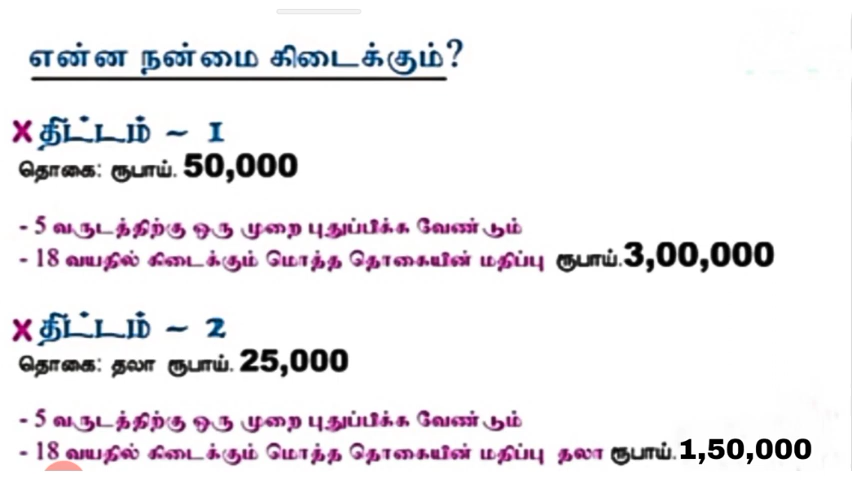 என்ன நன்மை கிடைக்கும்?
X திட்டம் ~ 1
தொகை: ரூபாய். 50,000
- 5 வருடத்திற்கு ஒரு முறை புதுப்பிக்க வேண்டும்
- 18 வயதில் கிடைக்கும் மொத்த தொகையின் மதிப்பு ரூபாய்.3,00,000
X திட்டம் ~ 2
தொகை: தலா ரூபாய். 25,000
- 5 வருடத்திற்கு ஒரு முறை புதுப்பிக்க வேண்டும்
- 18 வயதில் கிடைக்கும் மொத்த தொகையின் மதிப்பு தலா ரூபாய்.1,50,000